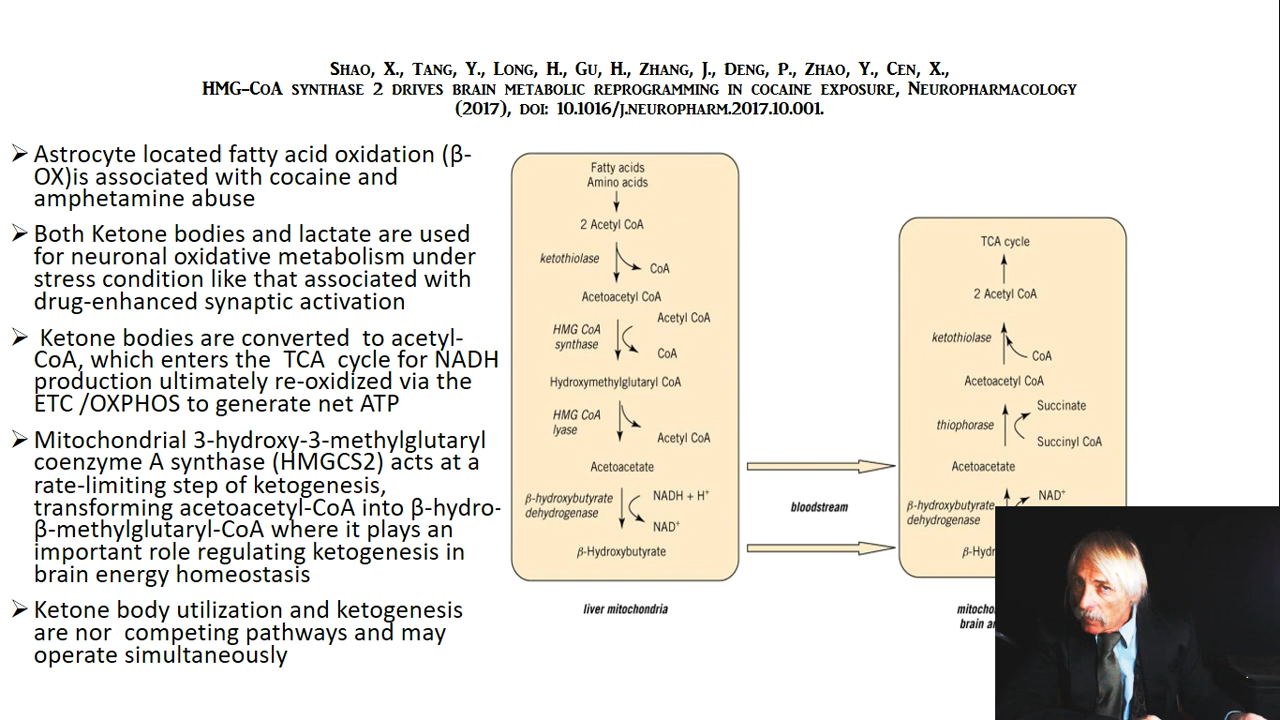 Shao, X., Tang, Y., Long, H., Gu, H., Zhang, J., Deng, P., Zhao, Y., Cen, X.,
HMG–CoA synthase 2 drives brain metabolic reprogramming in cocaine exposure, Neuropharmacology
(2017), doi: 10.1016/j.neuropharm.2017.10.001.
➢ Astrocyte located fatty acid oxidation (β-
OX)is associated with cocaine and
amphetamine abuse
➢ Both Ketone bodies and lactate are used
for neuronal oxidative metabolism under
stress condition like that associated with
drug-enhanced synaptic activation
➢ Ketone bodies are converted to acetyl-
CoA, which enters the TCA cycle for NADH
production ultimately re-oxidized via the
ETC /OXPHOS to generate net ATP
➢ Mitochondrial 3-hydroxy-3-methylglutaryl
coenzyme A synthase (HMGCS2) acts at a
rate-limiting step of ketogenesis,
transforming acetoacetyl-CoA into β-hydro-
β-methylglutaryl-CoA where it plays an
important role regulating ketogenesis in
brain energy homeostasis
➢ Ketone body utilization and ketogenesis
are nor competing pathways and may
operate simultaneously
Fatty acids
Amino acids
2 Acetyl CoA
ketothiolase
CoA
Acetoacetyl CoA
HMG CoA
synthase
Acetyl CoA
CoA
Hydroxymethylglutaryl CoA
HMG CoA
lyase
Acetyl CoA
Acetoacetate
β-hydroxybutyrate
dehydrogenase
NADH + H⁺
NAD⁺
β-Hydroxybutyrate
liver mitochondria
bloodstream
TCA cycle
2 Acetyl CoA
ketothiolase
CoA
Acetoacetyl CoA
thiophorase
Succinate
Succinyl CoA
Acetoacetate
β-hydroxybutyrate
dehydrogenase
NAD⁺
β-Hydr
mitocho
brain a